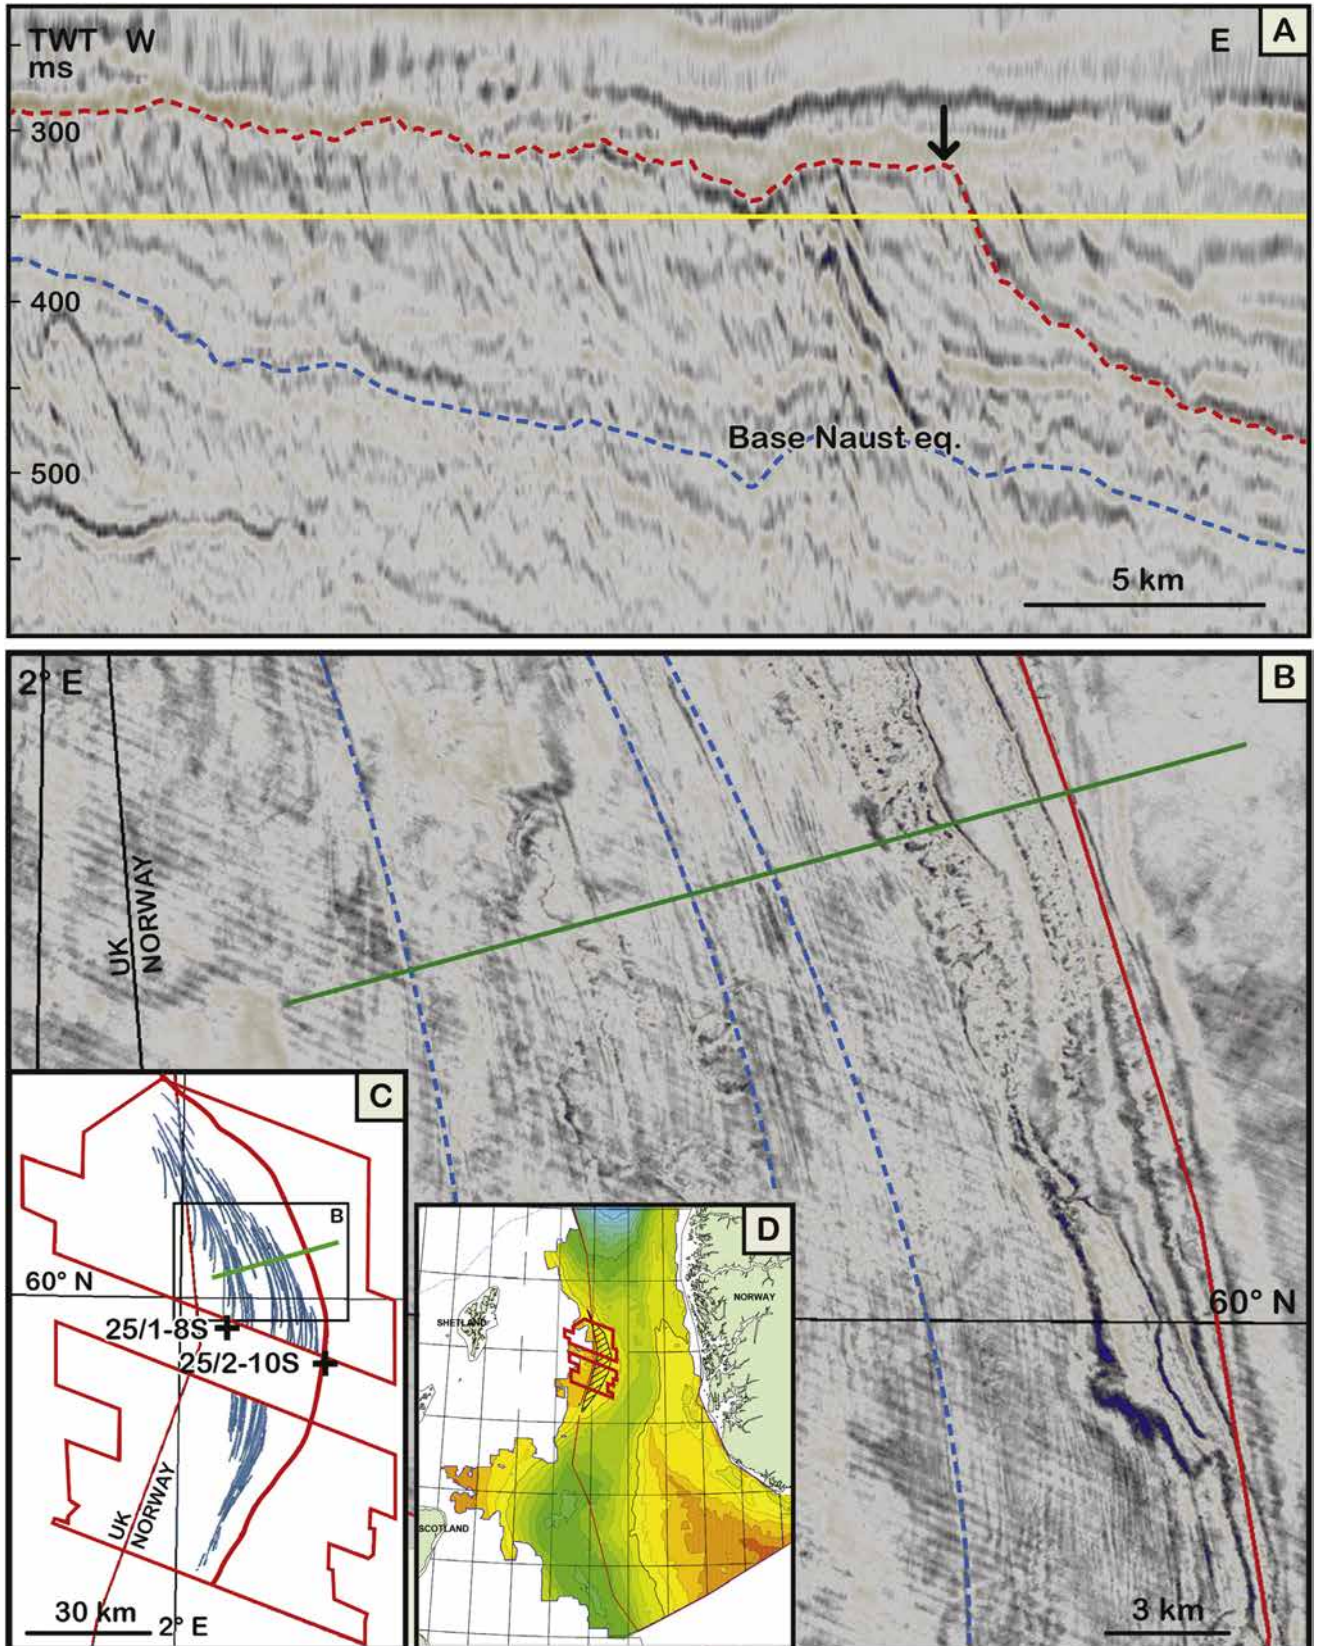 TWT W
E
A
ms
300
400
Base Naust eq.
500
5 km
2° E
B
UK
NORWAY
C
B
60° N
25/1-8S
25/2-10S
UK
NORWAY
30 km
2° E
D
NORWAY
SHETLAND
SCOTLAND
60° N
3 km